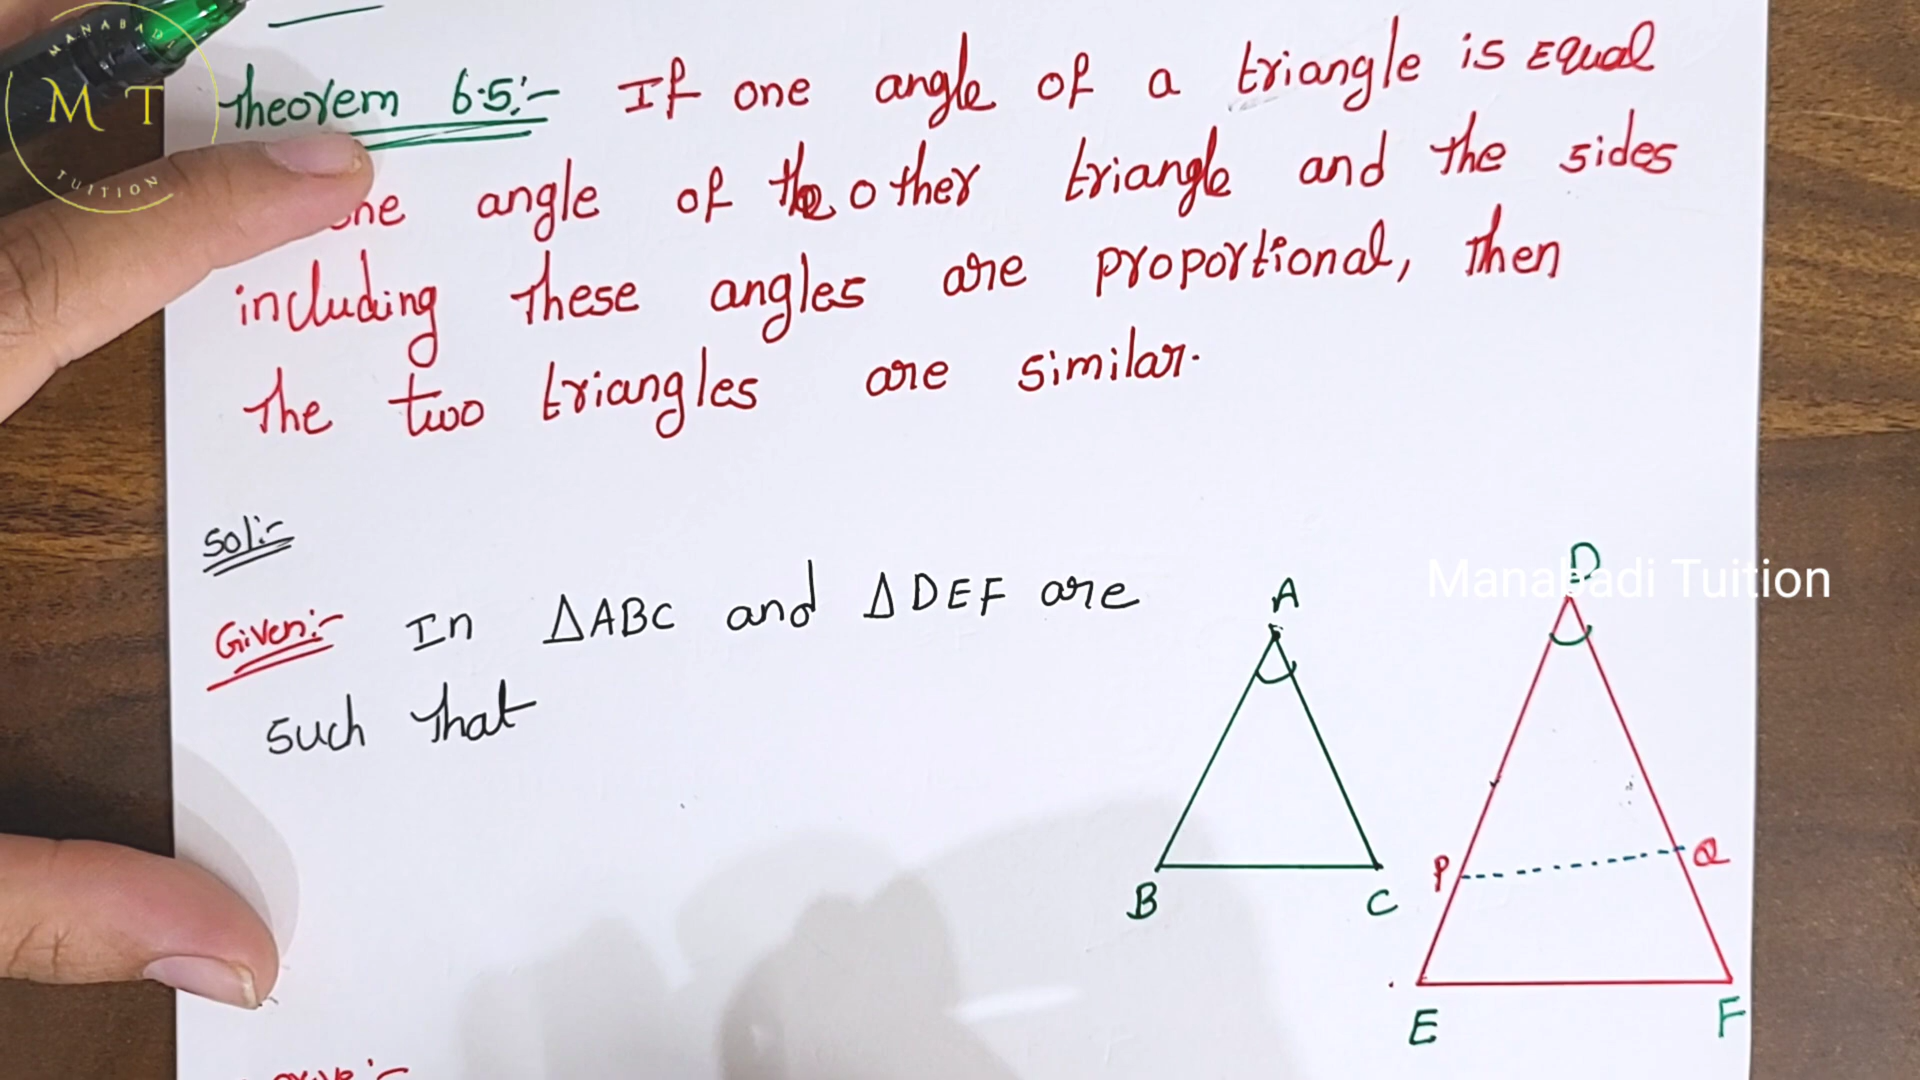 MANABADI
M T
TUITION
Theorem 6.5:- If one angle of a triangle is Equal
one angle of the other triangle and the sides
including these angles are proportional, then
the two triangles are similar.
Sol:-
Given:- In ΔABC and ΔDEF are
such that
Manabadi Tuition
A
D
B
C
P
Q
E
F